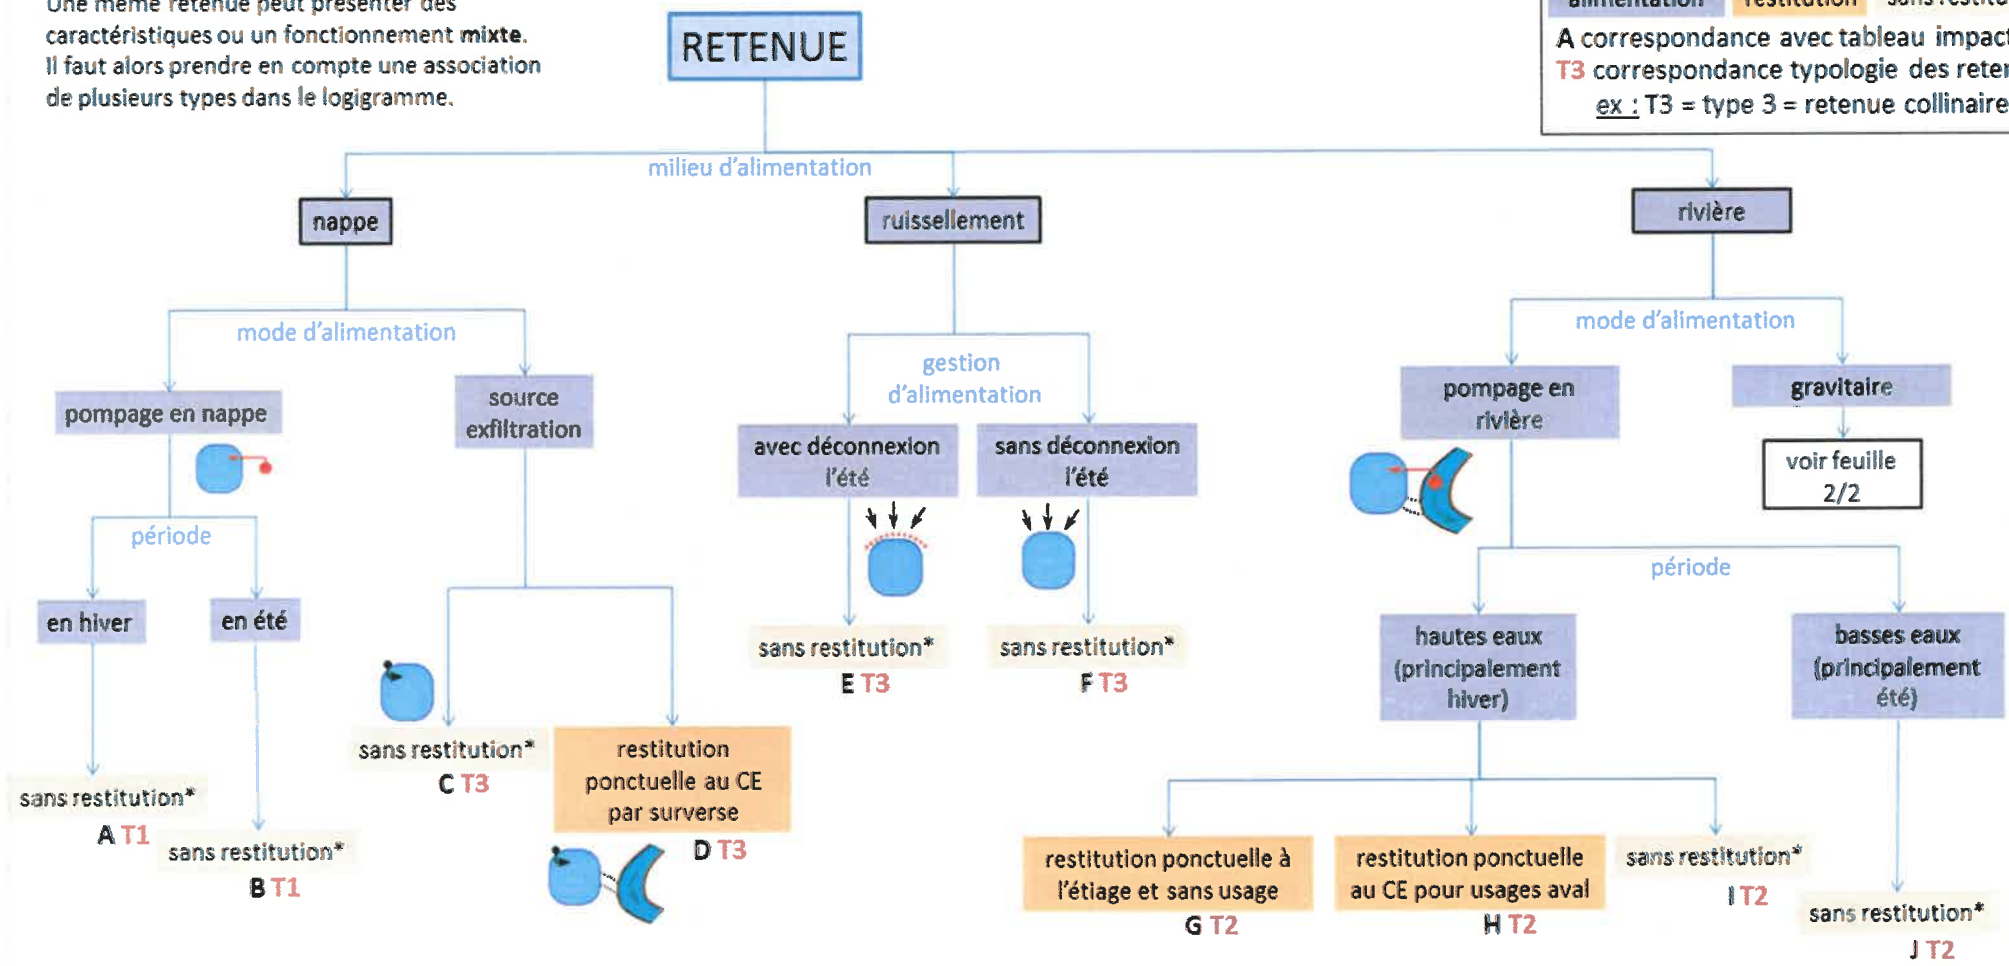 Une même retenue peut présenter des
caractéristiques ou un fonctionnement mixte.
Il faut alors prendre en compte une association
de plusieurs types dans le logigramme.
RETENUE
alimentation restitution sans
A correspondance avec tableau
T3 correspondance typologie des
ex : T3 = type 3 = retenue collinaire
milieu d'alimentation
nappe
ruissellement
rivière
mode d'alimentation
pompage en nappe
source
exfiltration
gestion
d'alimentation
avec déconnexion
l'été
sans déconnexion
l'été
mode d'alimentation
pompage en
rivière
gravitaire
voir feuille
2/2
période
en hiver
en été
période
hautes eaux
(principalement
hiver)
basses eaux
(principalement
été)
sans restitution*
A T1
sans restitution*
B T1
sans restitution*
C T3
restitution
ponctuelle au CE
par surverse
D T3
sans restitution*
E T3
sans restitution*
F T3
restitution ponctuelle à
l'étiage et sans usage
G T2
restitution ponctuelle
au CE pour usages aval
H T2
sans restitution*
I T2
sans restitution*
J T2